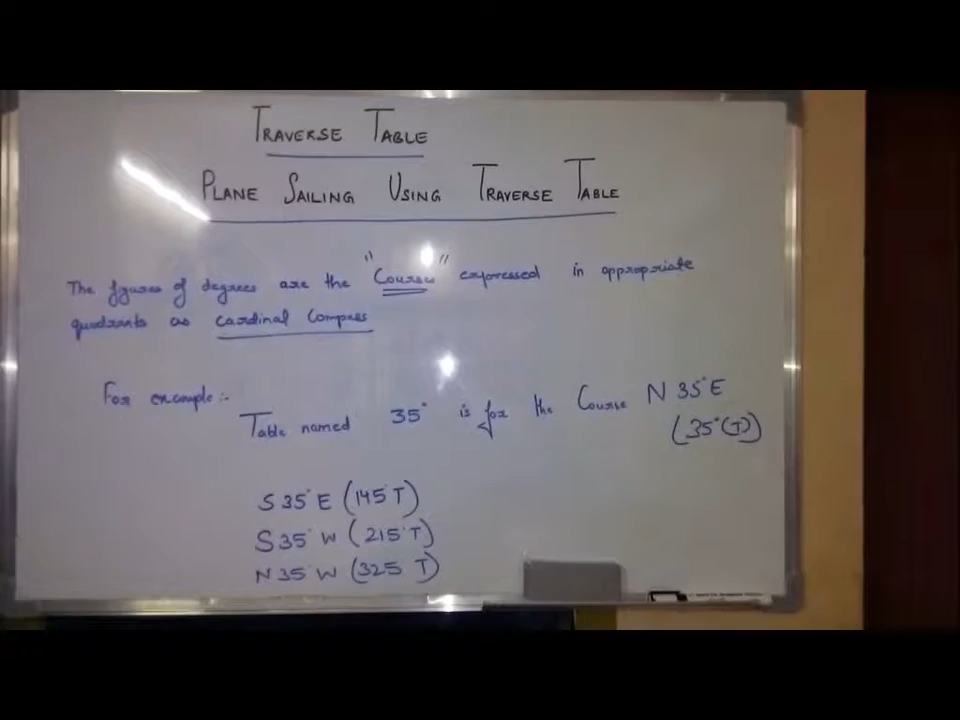 TRAVERSE TABLE
PLANE SAILING USING TRAVERSE TABLE
The figures of degrees are the "Courses" expressed in appropriate
quadrants as cardinal Compass
For example :-
Table named 35° is for the Course N 35° E
(35° (T))
S 35° E (145° T)
S 35° W (215° T)
N 35° W (325 T)